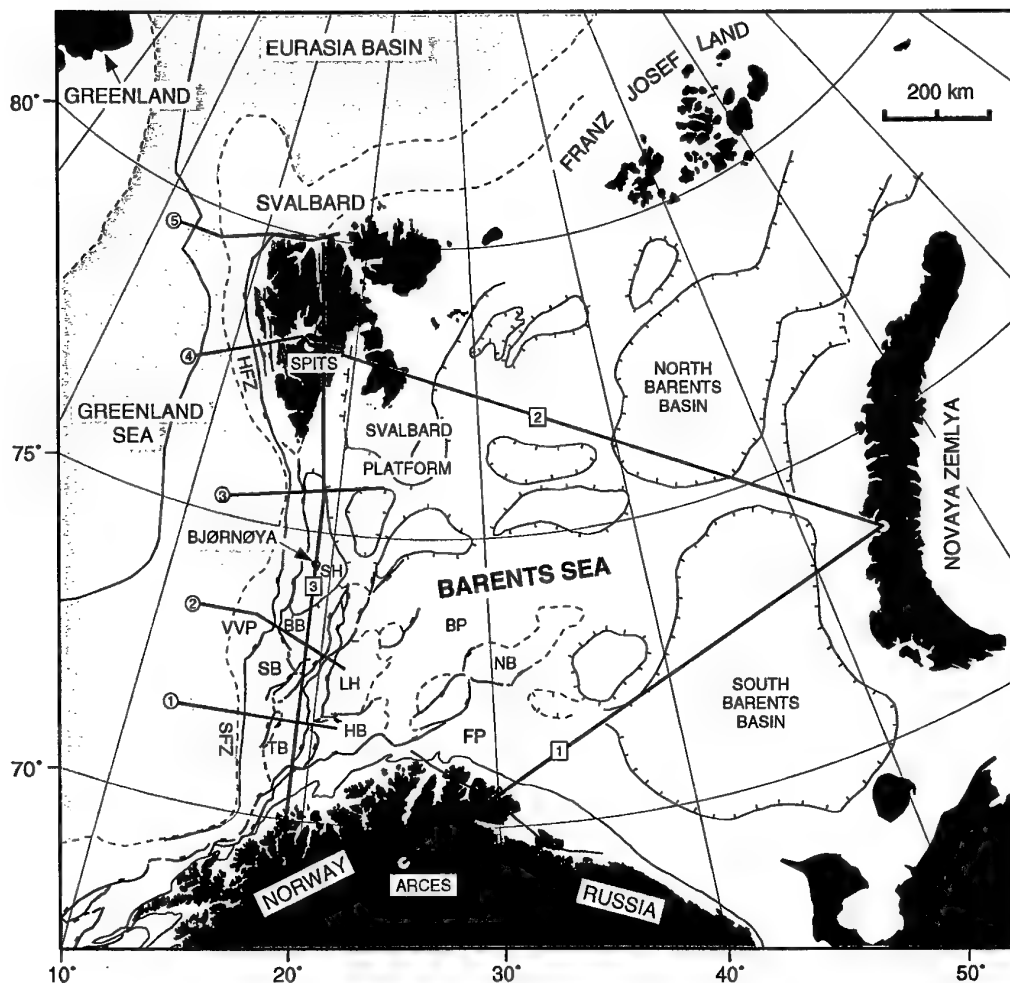 EURASIA BASIN
GREENLAND
FRANZ JOSEF LAND
200 km
80°
SVALBARD
5
4
SPITS
HFZ
GREENLAND
SEA
2
NORTH
BARENTS
BASIN
NOVAYA ZEMLYA
SVALBARD
PLATFORM
75°
3
BJØRNØYA
SH
BARENTS SEA
3
2
VVP
BB
BP
SB
LH
NB
SOUTH
BARENTS
BASIN
1
SFZ
TB
HB
FP
1
70°
NORWAY
ARCES
RUSSIA
10°
20°
30°
40°
50°